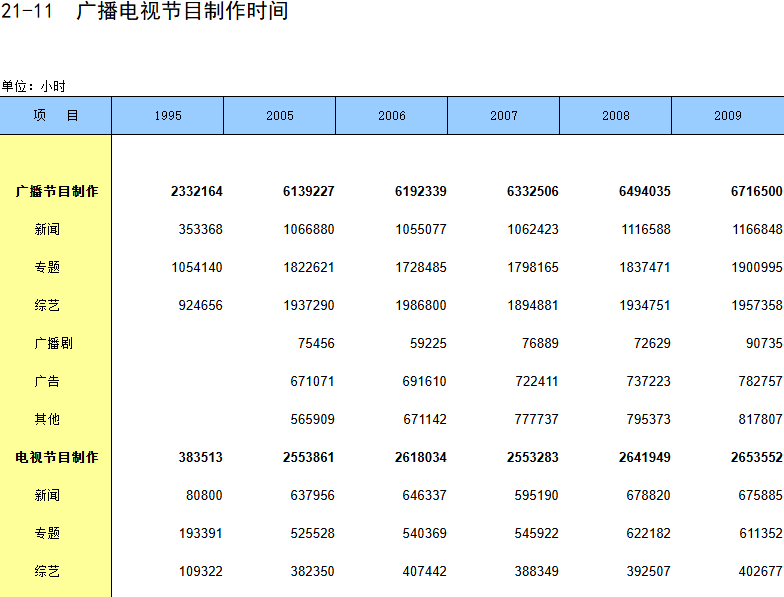 21-11 广播电视节目制作时间
单位：小时
项 目 1995 2005 2006 2007 2008 2009
广播节目制作 2332164 6139227 6192339 6332506 6494035 6716500
新闻 353368 1066880 1055077 1062423 1116588 1166848
专题 1054140 1822621 1728485 1798165 1837471 1900995
综艺 924656 1937290 1986800 1894881 1934751 1957358
广播剧 75456 59225 76889 72629 90735
广告 671071 691610 722411 737223 782757
其他 565909 671142 777737 795373 817807
电视节目制作 383513 2553861 2618034 2553283 2641949 2653552
新闻 80800 637956 646337 595190 678820 675885
专题 193391 525528 540369 545922 622182 611352
综艺 109322 382350 407442 388349 392507 402677